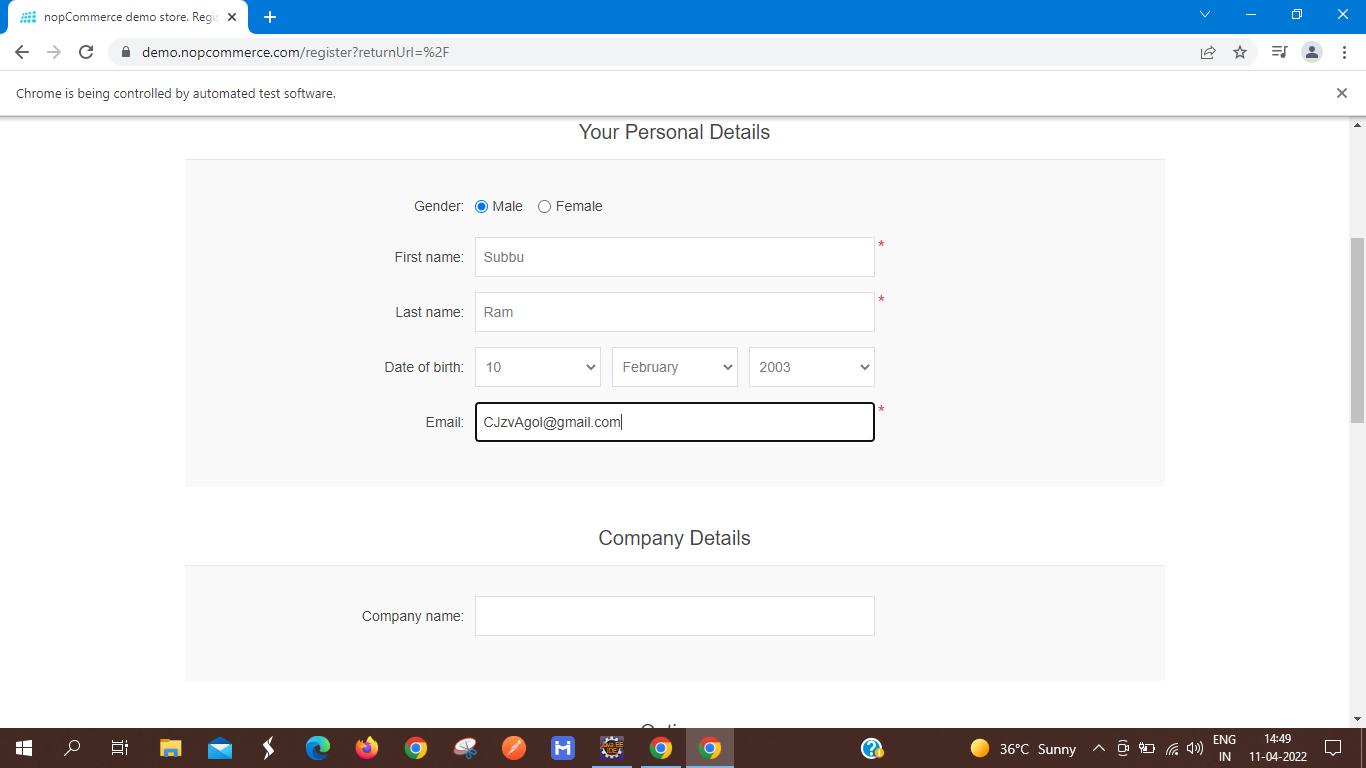 nopCommerce demo store. Regis
demo.nopcommerce.com/register?returnUrl=%2F
Chrome is being controlled by automated test software.
Your Personal Details
Gender: Male Female
First name: Subbu *
Last name: Ram *
Date of birth: 10 February 2003
Email: CJzvAgol@gmail.com *
Company Details
Company name:
36°C Sunny
ENG
IN
14:49
11-04-2022